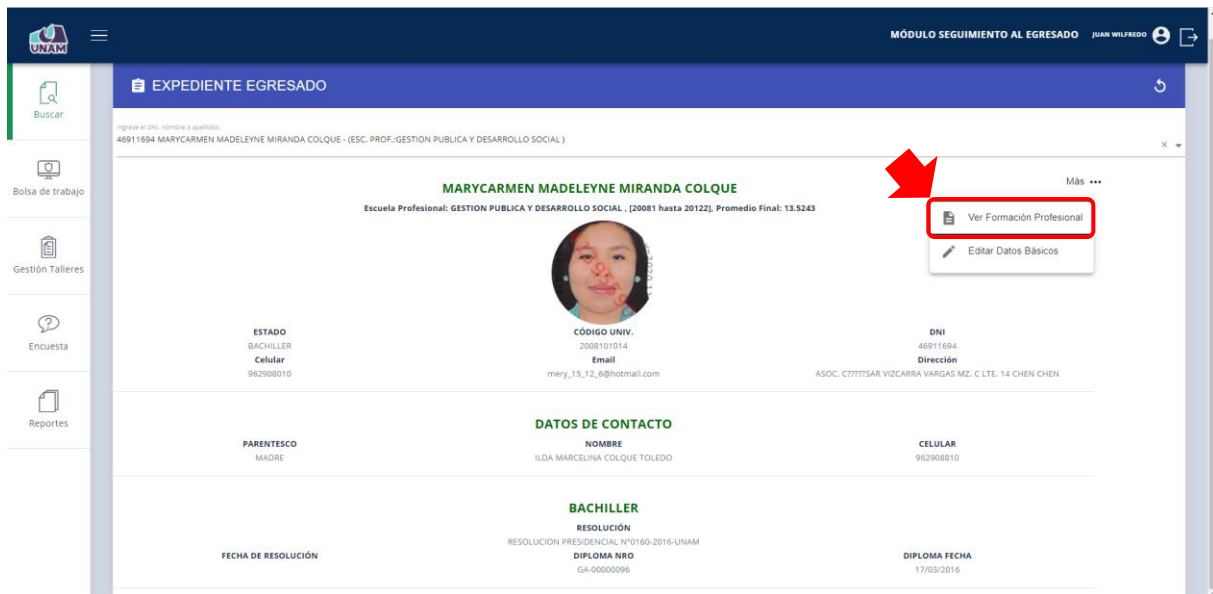 UNAM
MÓDULO SEGUIMIENTO AL EGRESADO JUAN WILFREDO
Buscar
Bolsa de trabajo
Gestión Talleres
Encuesta
Reportes
EXPEDIENTE EGRESADO
Ingrese el DNI, nombre o apellidos
46911694 MARYCARMEN MADELEYNE MIRANDA COLQUE - (ESC. PROF.:GESTION PUBLICA Y DESARROLLO SOCIAL )
Más
Ver Formación Profesional
Editar Datos Básicos
MARYCARMEN MADELEYNE MIRANDA COLQUE
Escuela Profesional: GESTION PUBLICA Y DESARROLLO SOCIAL , [20081 hasta 20122], Promedio Final: 13.5243
ESTADO CÓDIGO UNIV. DNI
BACHILLER 2008101014 46911694
Celular Email Dirección
962908010 mery_15_12_6@hotmail.com ASOC. C?????SAR VIZCARRA VARGAS MZ. C LTE. 14 CHEN CHEN
DATOS DE CONTACTO
PARENTESCO NOMBRE CELULAR
MADRE ILDA MARCELINA COLQUE TOLEDO 962908810
BACHILLER
RESOLUCIÓN
RESOLUCION PRESIDENCIAL N°0160-2016-UNAM
FECHA DE RESOLUCIÓN DIPLOMA NRO DIPLOMA FECHA
GA-00000096 17/03/2016